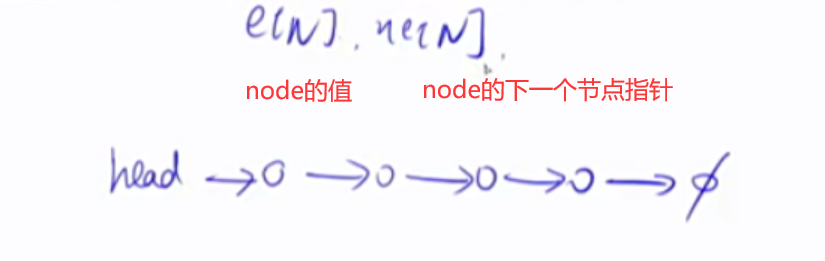 e[N], ne[N].
node的值 node的下一个节点指针
head → o → o → o → o → ∅